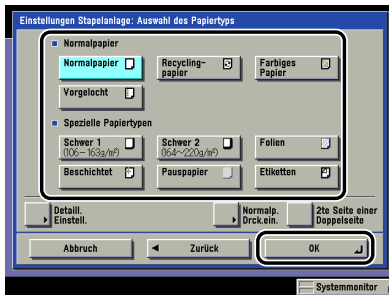 Einstellungen Stapelanlage: Auswahl des Papiertyps
Normalpapier
Normalpapier
Recycling-
papier
Farbiges
Papier
Vorgelocht
Spezielle Papiertypen
Schwer 1
(106—163g/m²)
Schwer 2
(164～220g/m²)
Folien
Beschichtet
Pauspapier
Etiketten
Detaill.
Einstell.
Normalp.
Drck.ein.
2te Seite einer
Doppelseite
Abbruch
Zurück
OK
Systemmonitor